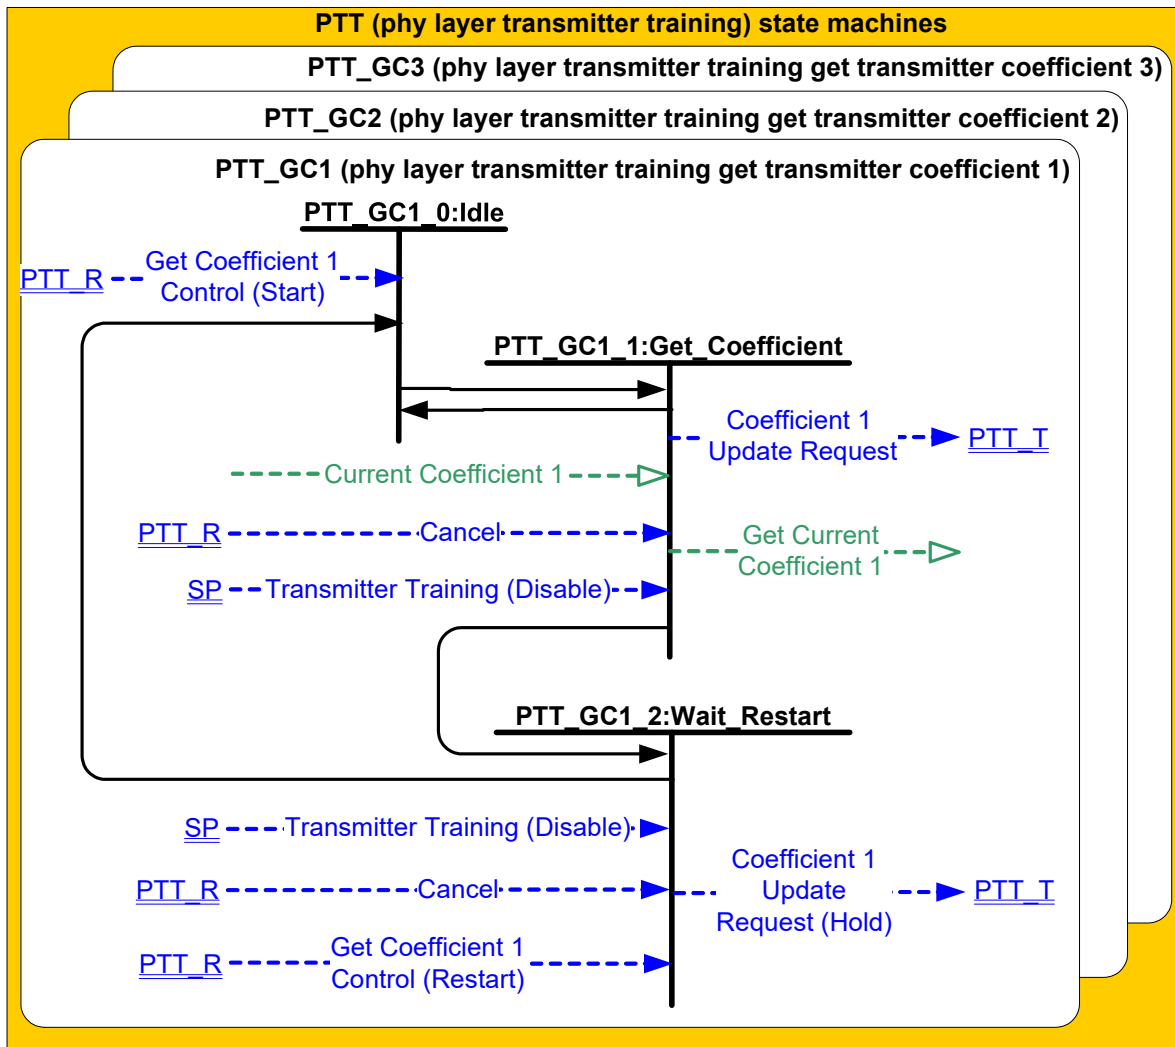 PTT (phy layer transmitter training) state machines
PTT_GC3 (phy layer transmitter training get transmitter coefficient 3)
PTT_GC2 (phy layer transmitter training get transmitter coefficient 2)
PTT_GC1 (phy layer transmitter training get transmitter coefficient 1)
PTT_GC1_0:Idle
PTT_R
Get Coefficient 1
Control (Start)
PTT_GC1_1:Get_Coefficient
Coefficient 1
Update Request
PTT_T
Current Coefficient 1
PTT_R
Cancel
Get Current
Coefficient 1
SP
Transmitter Training (Disable)
PTT_GC1_2:Wait_Restart
SP
Transmitter Training (Disable)
PTT_R
Cancel
Coefficient 1
Update
Request (Hold)
PTT_T
PTT_R
Get Coefficient 1
Control (Restart)